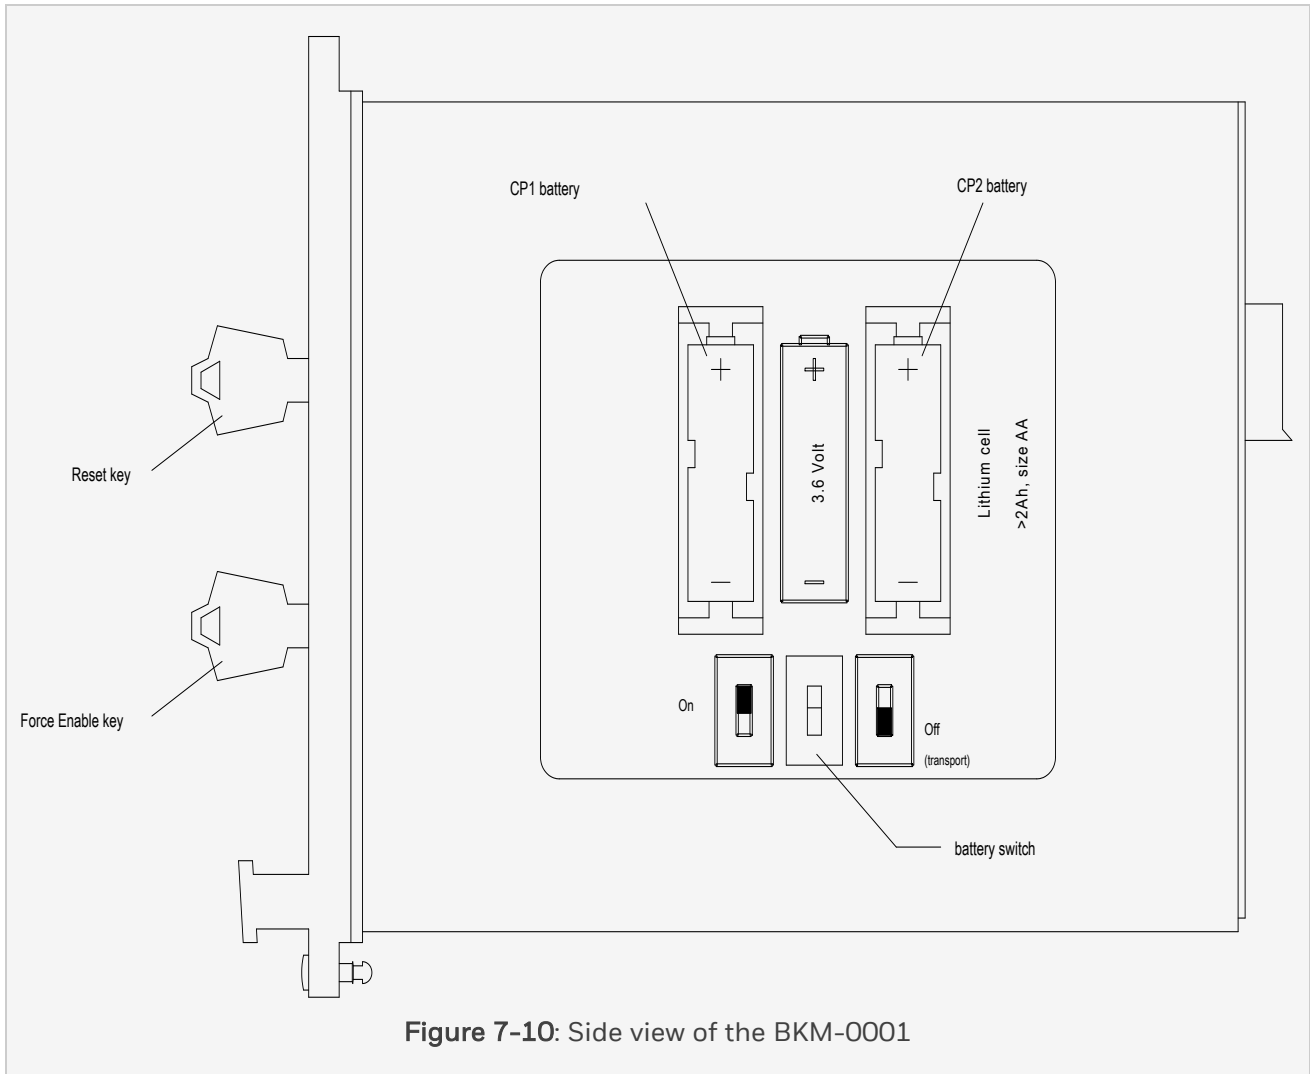 CP1 battery
CP2 battery
+
+
+
3.6 Volt
Lithium cell
>2Ah, size AA
Reset key
Force Enable key
On
Off
(transport)
battery switch
Figure 7-10: Side view of the BKM-0001